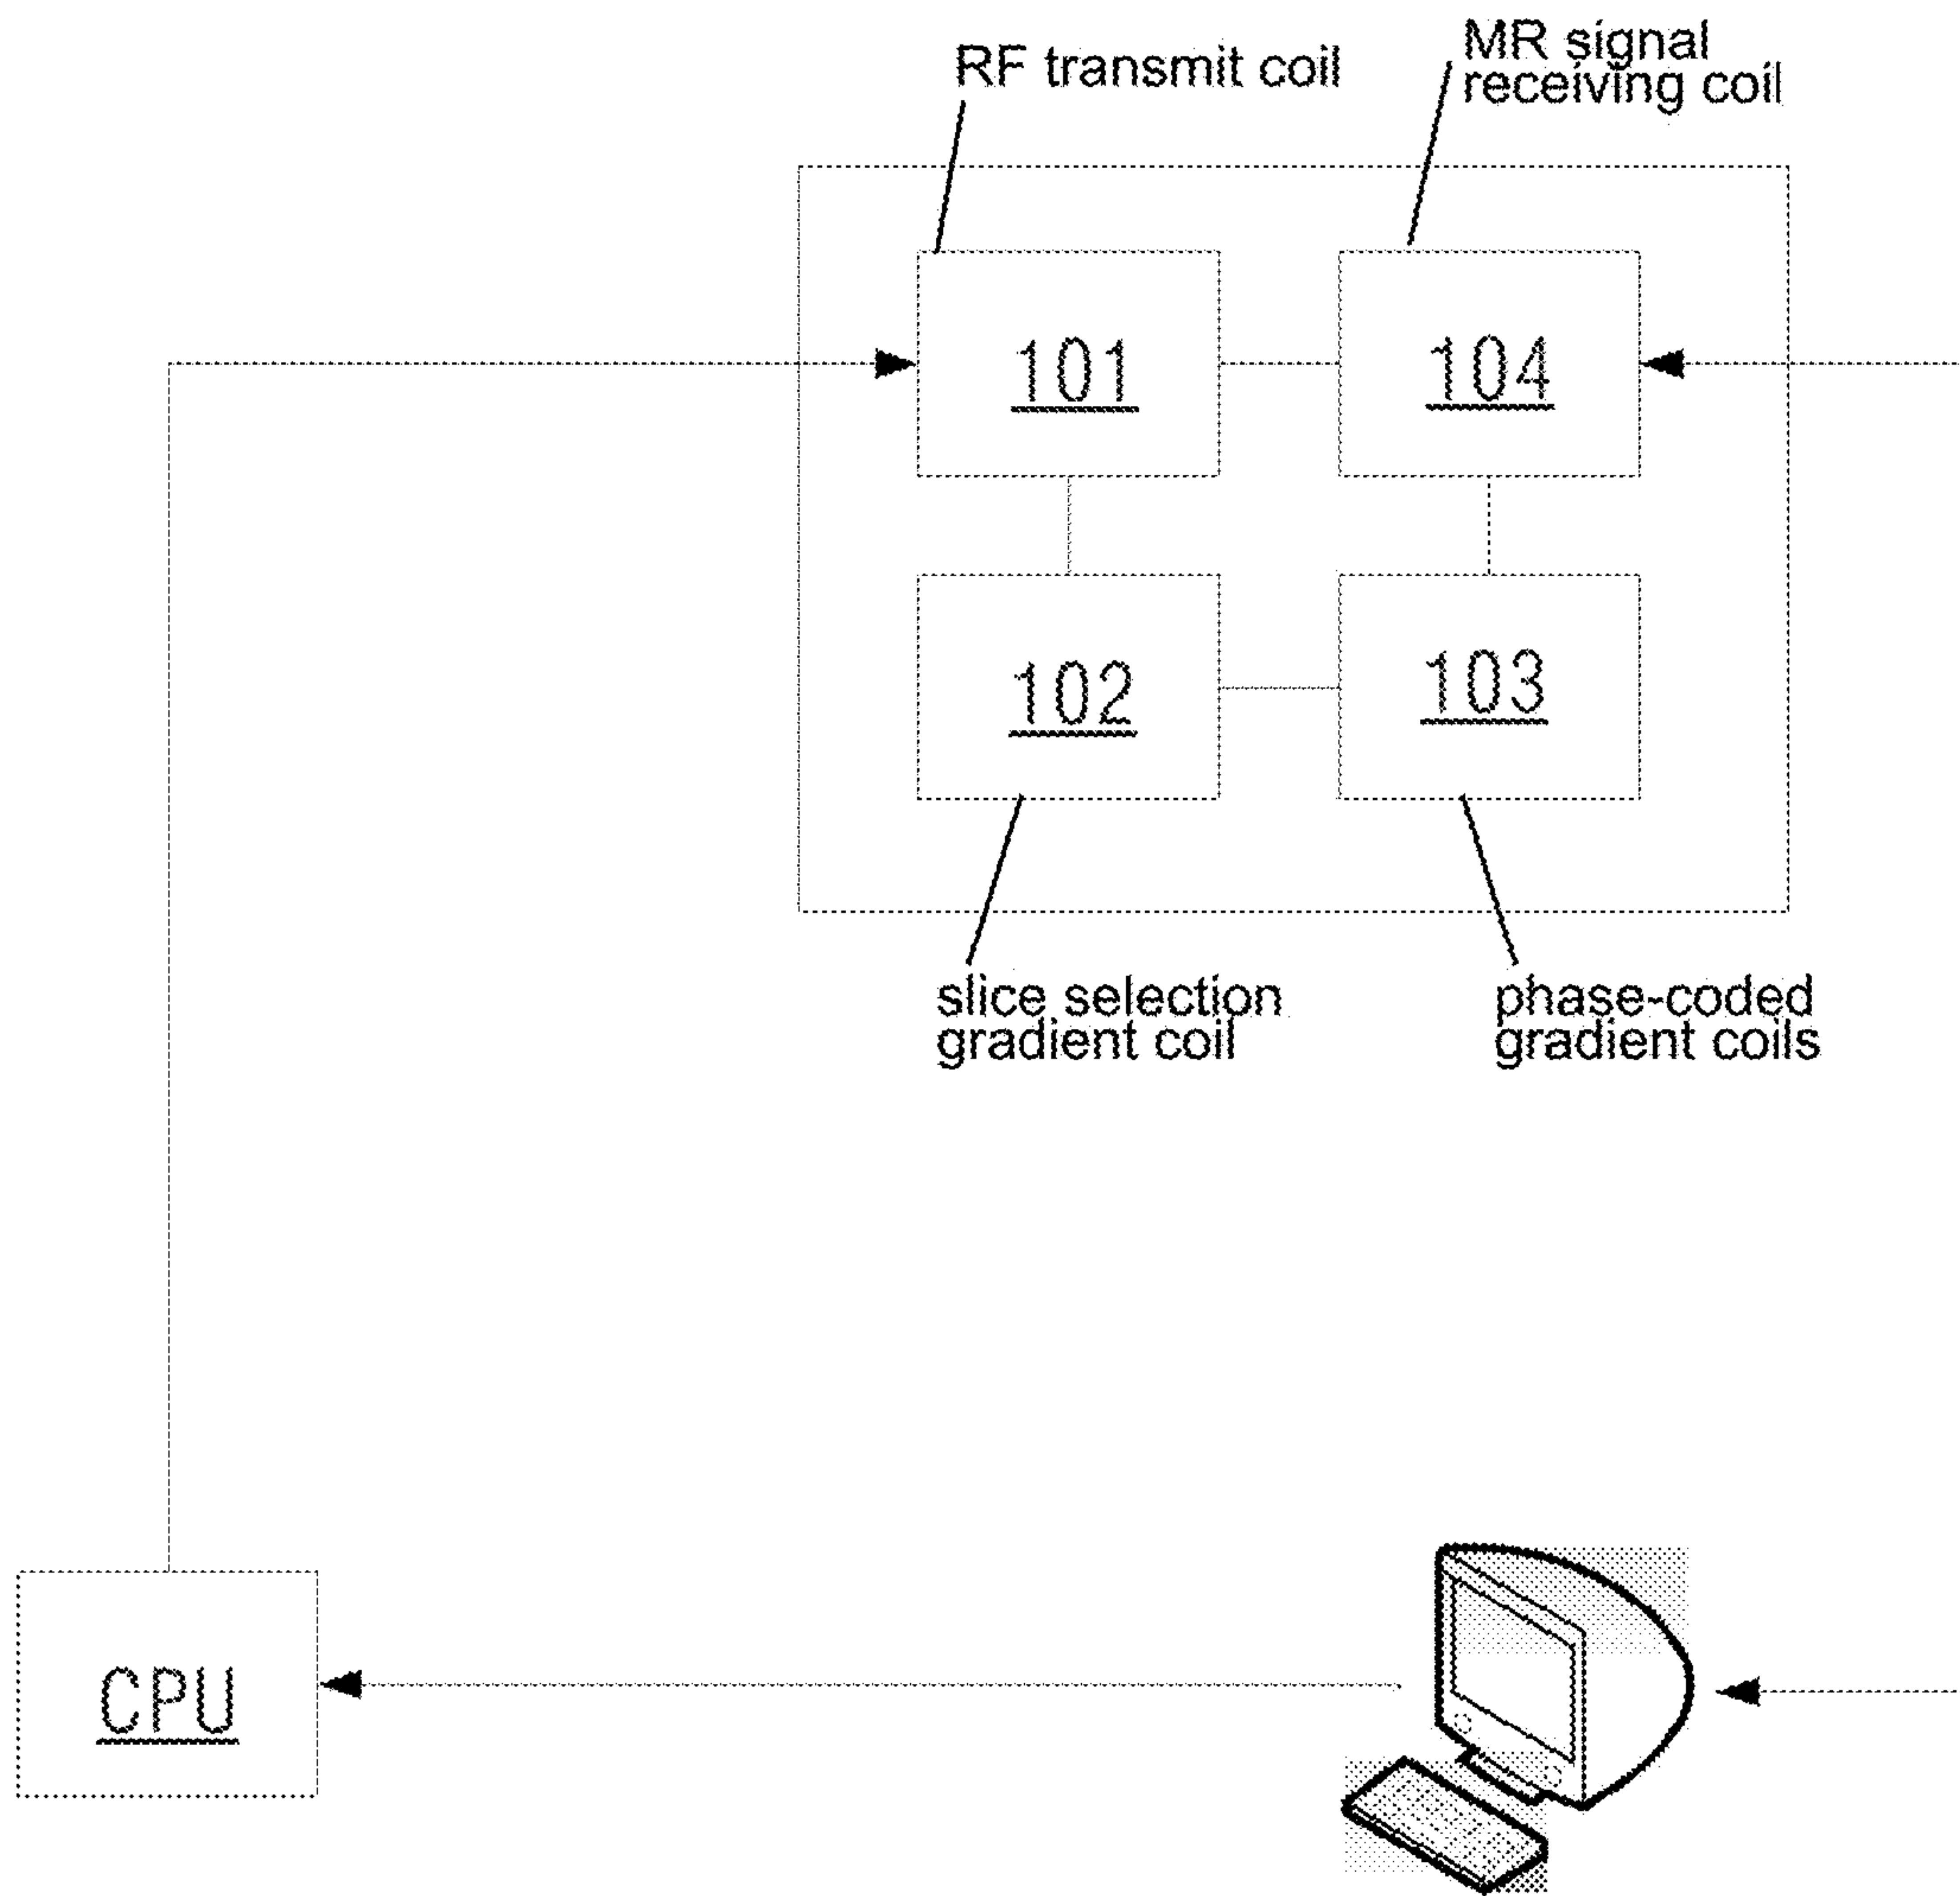 RF transmit coil
MR signal
receiving coil
101
104
102
103
slice selection
gradient coil
phase-coded
gradient coils
CPU